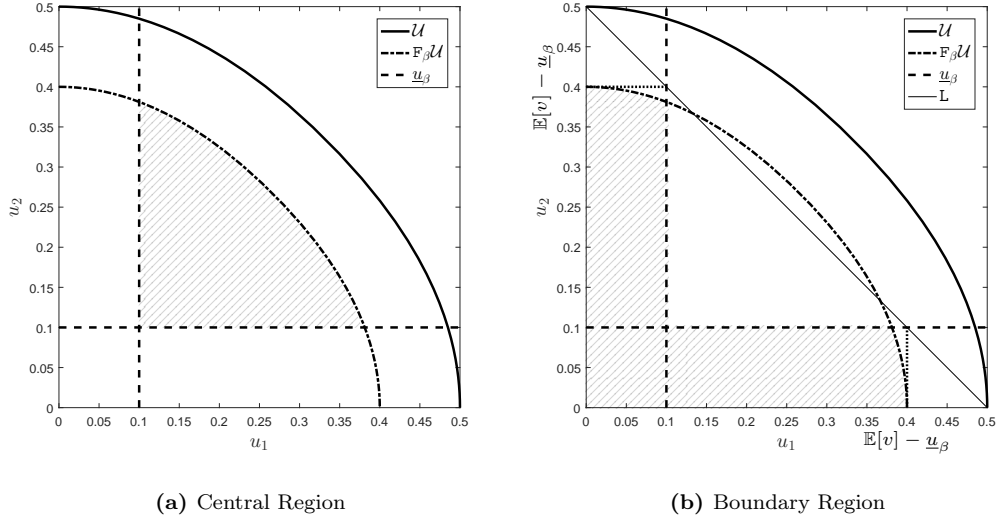 0.5
0.45
0.4
0.35
0.3
0.25
0.2
0.15
0.1
0.05
0
u₂
𝒰
F_β𝒰
u̲_β
0 0.05 0.1 0.15 0.2 0.25 0.3 0.35 0.4 0.45 0.5
u₁
(a) Central Region
0.5
0.45
0.4
0.35
0.3
0.25
0.2
0.15
0.1
0.05
0
𝔼[v] − u̲_β
u₂
𝒰
F_β𝒰
u̲_β
L
0 0.05 0.1 0.15 0.2 0.25 0.3 0.35 0.4 0.45 0.5
u₁ 𝔼[v] − u̲_β
(b) Boundary Region